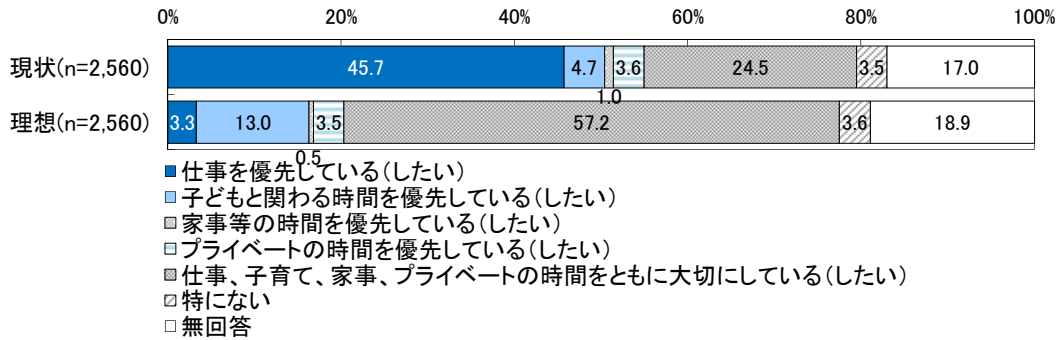 0% 20% 40% 60% 80% 100%
現状(n=2,560) 45.7 4.7 1.0 3.6 24.5 3.5 17.0
理想(n=2,560) 3.3 13.0 0.5 3.5 57.2 3.6 18.9
仕事を優先している(したい)
子どもと関わる時間を優先している(したい)
家事等の時間を優先している(したい)
プライベートの時間を優先している(したい)
仕事、子育て、家事、プライベートの時間をともに大切にしている(したい)
特にない
無回答